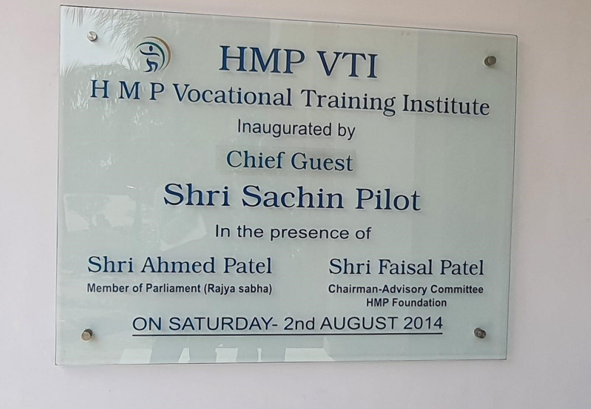 HMP VTI
H M P Vocational Training Institute
Inaugurated by
Chief Guest
Shri Sachin Pilot
In the presence of
Shri Ahmed Patel Shri Faisal Patel
Member of Parliament (Rajya sabha) Chairman-Advisory Committee
HMP Foundation
ON SATURDAY- 2nd AUGUST 2014